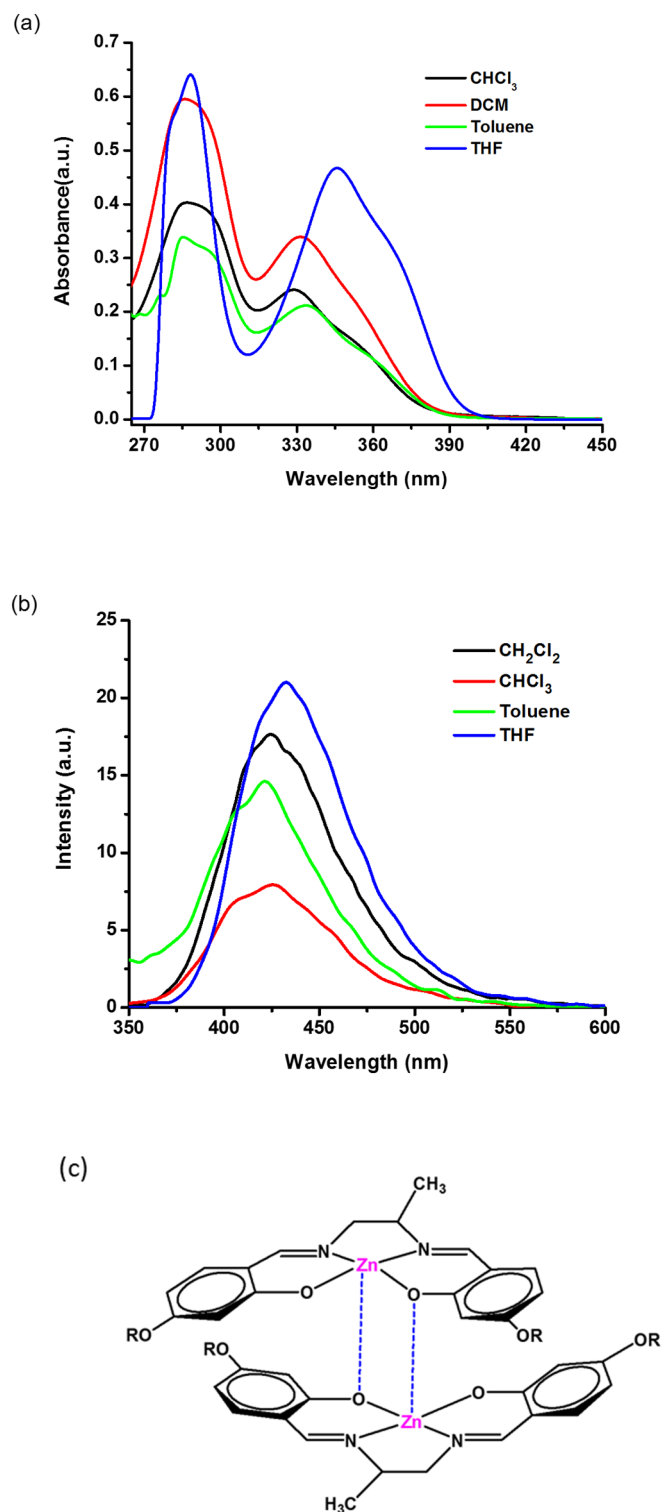 (a)
0.7
0.6
0.5
0.4
0.3
0.2
0.1
0.0
Absorbance(a.u.)
CHCl₃
DCM
Toluene
THF
270 300 330 360 390 420 450
Wavelength (nm)
(b)
25
20
15
10
5
0
Intensity (a.u.)
CH₂Cl₂
CHCl₃
Toluene
THF
350 400 450 500 550 600
Wavelength (nm)
(c)
CH₃
N N
Zn
O O
RO OR
RO OR
O O
Zn
N N
H₃C